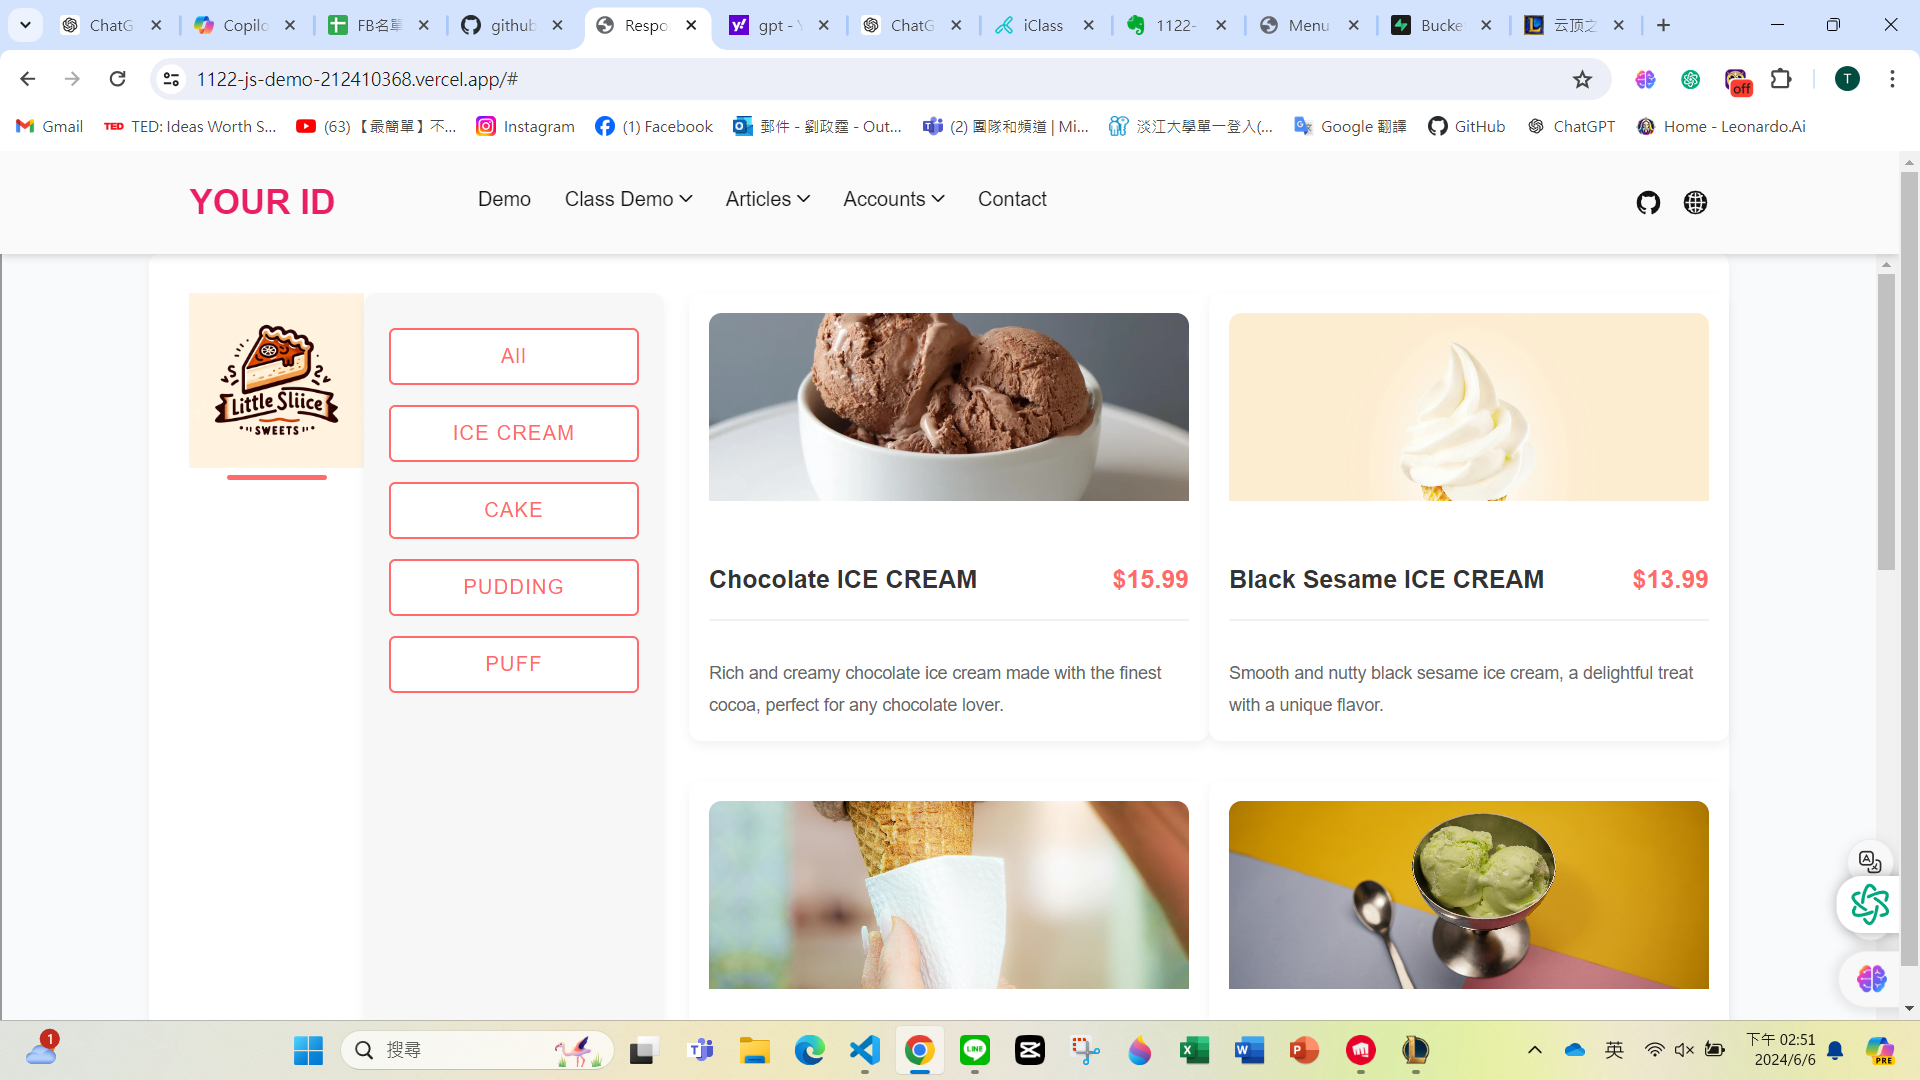 ChatG
Copilo
FB名單
github
Respo
gpt - Y
ChatG
iClass
1122-
Menu
Bucke
云顶之
1122-js-demo-212410368.vercel.app/#
off
T
Gmail
TED TED: Ideas Worth S...
(63) 【最簡單】不...
Instagram
(1) Facebook
郵件 - 劉政霆 - Out...
(2) 團隊和頻道 | Mi...
淡江大學單一登入(...
Google 翻譯
GitHub
ChatGPT
Home - Leonardo.Ai
YOUR ID
Demo
Class Demo
Articles
Accounts
Contact
Little Sliice
SWEETS
All
ICE CREAM
CAKE
PUDDING
PUFF
Chocolate ICE CREAM
$15.99
Rich and creamy chocolate ice cream made with the finest
cocoa, perfect for any chocolate lover.
Black Sesame ICE CREAM
$13.99
Smooth and nutty black sesame ice cream, a delightful treat
with a unique flavor.
1
搜尋
英
下午 02:51
2024/6/6
PRE